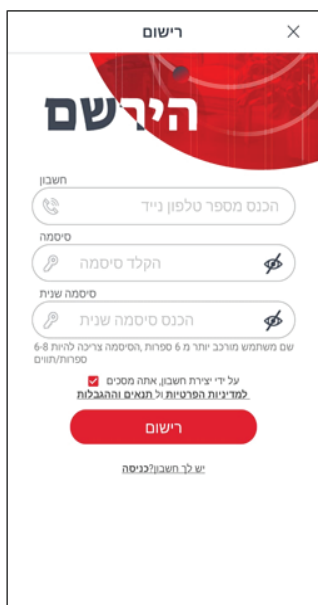 רישום
הירשם
חשבון
הכנס מספר טלפון נייד
סיסמה
הקלד סיסמה
סיסמה שנית
הכנס סיסמה שנית
שם משתמש מורכב יותר מ 6 ספרות ,הסיסמה צריכה להיות 6-8
ספרות/תווים
על ידי יצירת חשבון, אתה מסכים
למדיניות הפרטיות ול תנאים וההגבלות
רישום
יש לך חשבון?כניסה